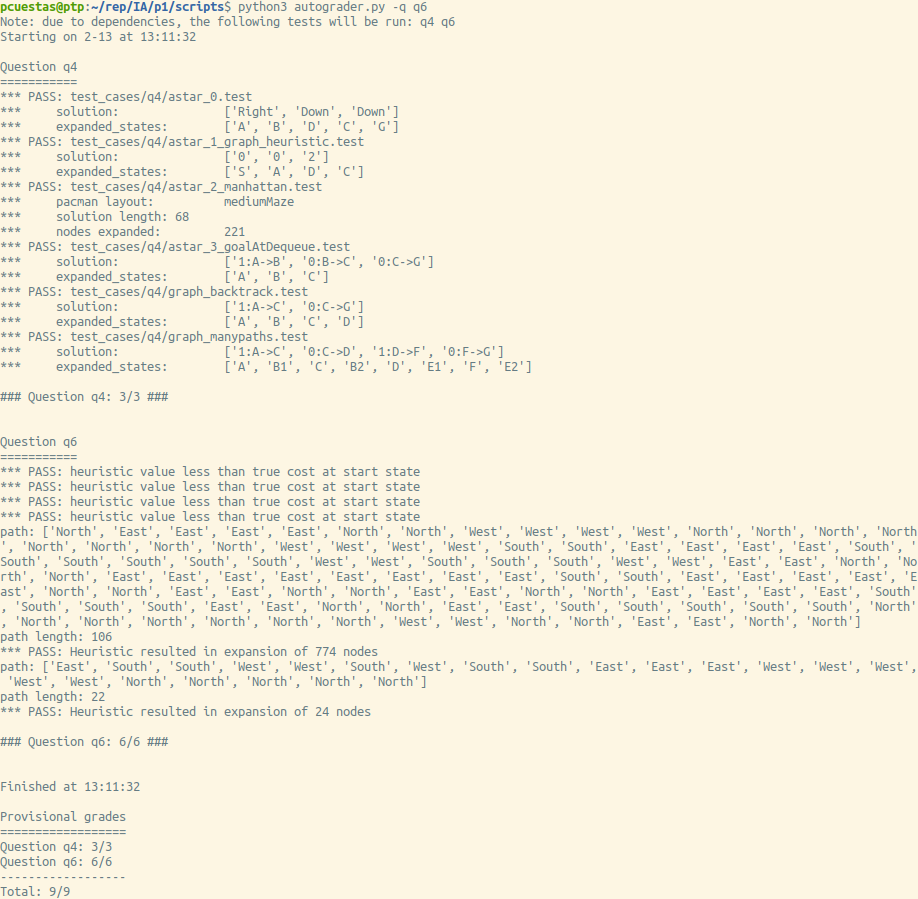 pcuestas@ptp:~/rep/IA/p1/scripts$ python3 autograder.py -q q6
Note: due to dependencies, the following tests will be run: q4 q6
Starting on 2-13 at 13:11:32

Question q4
===========
*** PASS: test_cases/q4/astar_0.test
***     solution:               ['Right', 'Down', 'Down']
***     expanded_states:        ['A', 'B', 'D', 'C', 'G']
*** PASS: test_cases/q4/astar_1_graph_heuristic.test
***     solution:               ['0', '0', '2']
***     expanded_states:        ['S', 'A', 'D', 'C']
*** PASS: test_cases/q4/astar_2_manhattan.test
***     pacman layout:          mediumMaze
***     solution length: 68
***     nodes expanded:         221
*** PASS: test_cases/q4/astar_3_goalAtDequeue.test
***     solution:               ['1:A->B', '0:B->C', '0:C->G']
***     expanded_states:        ['A', 'B', 'C']
*** PASS: test_cases/q4/graph_backtrack.test
***     solution:               ['1:A->C', '0:C->G']
***     expanded_states:        ['A', 'B', 'C', 'D']
*** PASS: test_cases/q4/graph_manypaths.test
***     solution:               ['1:A->C', '0:C->D', '1:D->F', '0:F->G']
***     expanded_states:        ['A', 'B1', 'C', 'B2', 'D', 'E1', 'F', 'E2']

### Question q4: 3/3 ###


Question q6
===========
*** PASS: heuristic value less than true cost at start state
*** PASS: heuristic value less than true cost at start state
*** PASS: heuristic value less than true cost at start state
*** PASS: heuristic value less than true cost at start state
path: ['North', 'East', 'East', 'East', 'East', 'North', 'North', 'West', 'West', 'West', 'West', 'North', 'North', 'North', 'North
', 'North', 'North', 'North', 'North', 'West', 'West', 'West', 'West', 'South', 'South', 'East', 'East', 'East', 'East', 'South', '
South', 'South', 'South', 'South', 'South', 'West', 'West', 'South', 'South', 'South', 'West', 'West', 'East', 'East', 'North', 'No
rth', 'North', 'East', 'East', 'East', 'East', 'East', 'East', 'East', 'East', 'South', 'South', 'East', 'East', 'East', 'East', 'E
ast', 'North', 'North', 'East', 'East', 'North', 'North', 'East', 'East', 'North', 'North', 'East', 'East', 'East', 'East', 'South'
, 'South', 'South', 'South', 'East', 'East', 'North', 'North', 'East', 'East', 'South', 'South', 'South', 'South', 'South', 'North'
, 'North', 'North', 'North', 'North', 'North', 'North', 'West', 'West', 'North', 'North', 'East', 'East', 'North', 'North']
path length: 106
*** PASS: Heuristic resulted in expansion of 774 nodes
path: ['East', 'South', 'South', 'West', 'West', 'South', 'West', 'South', 'South', 'East', 'East', 'East', 'West', 'West', 'West',
 'West', 'West', 'North', 'North', 'North', 'North', 'North']
path length: 22
*** PASS: Heuristic resulted in expansion of 24 nodes

### Question q6: 6/6 ###


Finished at 13:11:32

Provisional grades
==================
Question q4: 3/3
Question q6: 6/6
------------------
Total: 9/9